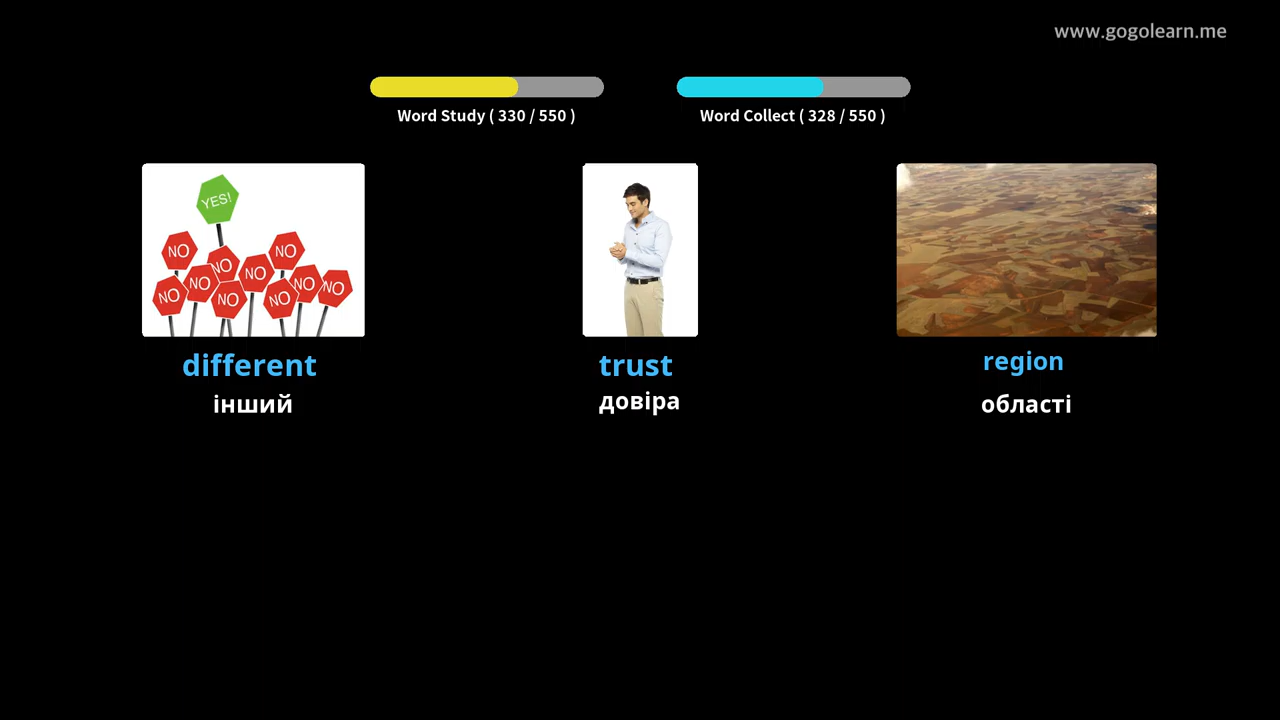 www.gogolearn.me
Word Study ( 330 / 550 )
Word Collect ( 328 / 550 )
YES!
NO
NO
NO
NO
NO
NO
NO
NO
NO
NO
different
trust
region
інший
довіра
області